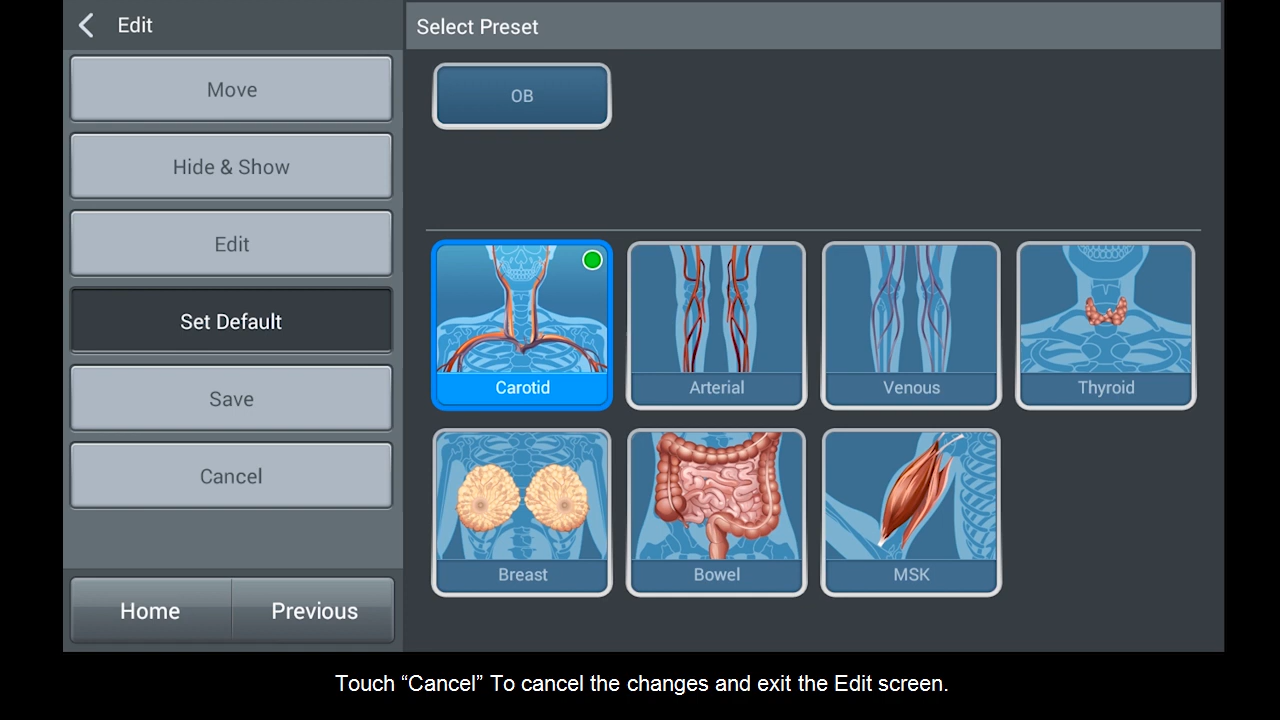 Edit
Select Preset
Move
OB
Hide & Show
Edit
Set Default
Save
Cancel
Carotid
Arterial
Venous
Thyroid
Breast
Bowel
MSK
Home
Previous
Touch “Cancel” To cancel the changes and exit the Edit screen.